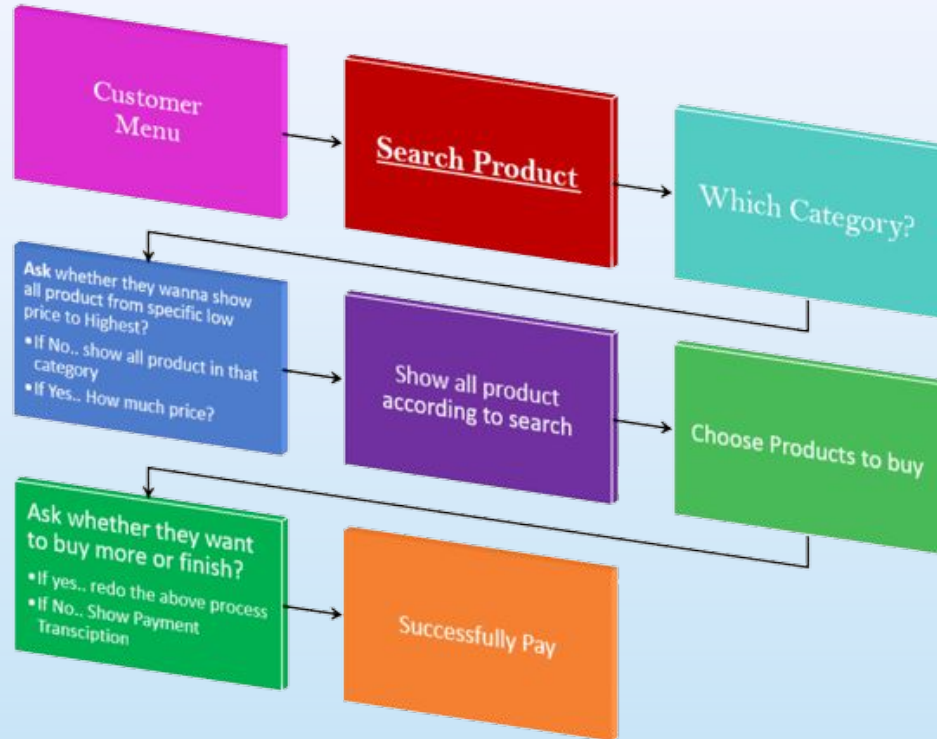 Customer
Menu
Search Product
Which Category?
Ask whether they wanna show
all product from specific low
price to Highest?
•If No.. show all product in that
category
•If Yes.. How much price?
Show all product
according to search
Choose Products to buy
Ask whether they want
to buy more or finish?
•If yes.. redo the above process
•If No.. Show Payment
Transciption
Successfully Pay